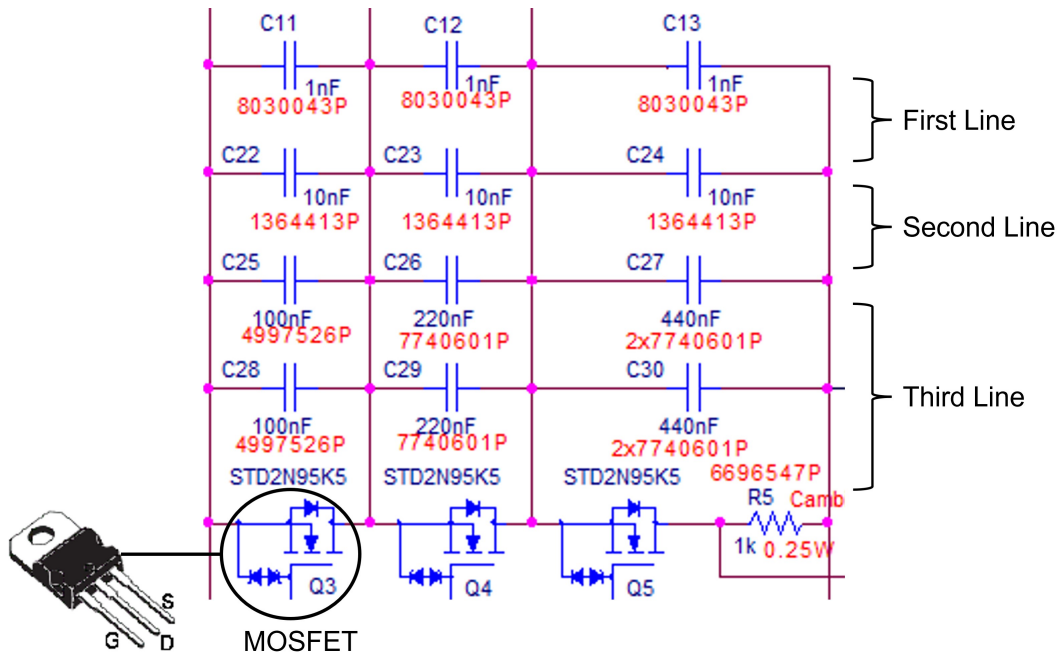 C11 C12 C13
1nF 1nF 1nF
8030043P 8030043P 8030043P
First Line
C22 C23 C24
10nF 10nF 10nF
1364413P 1364413P 1364413P
Second Line
C25 C26 C27
100nF 220nF 440nF
4997526P 7740601P 2x7740601P
C28 C29 C30
Third Line
100nF 220nF 440nF
4997526P 7740601P 2x7740601P
STD2N95K5 STD2N95K5 STD2N95K5 6696547P
R5 Camb
1k 0.25W
Q3 Q4 Q5
S
G D
MOSFET